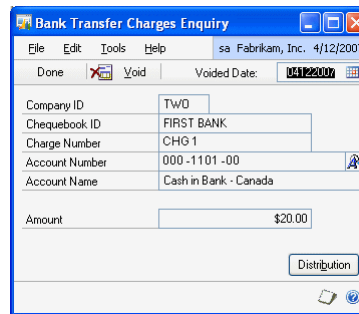 Bank Transfer Charges Enquiry
File Edit Tools Help sa Fabrikam, Inc. 4/12/2007
Done Void Voided Date: 04122007
Company ID TWO
Chequebook ID FIRST BANK
Charge Number CHG 1
Account Number 000 -1101 -00
Account Name Cash in Bank - Canada
Amount $20.00
Distribution